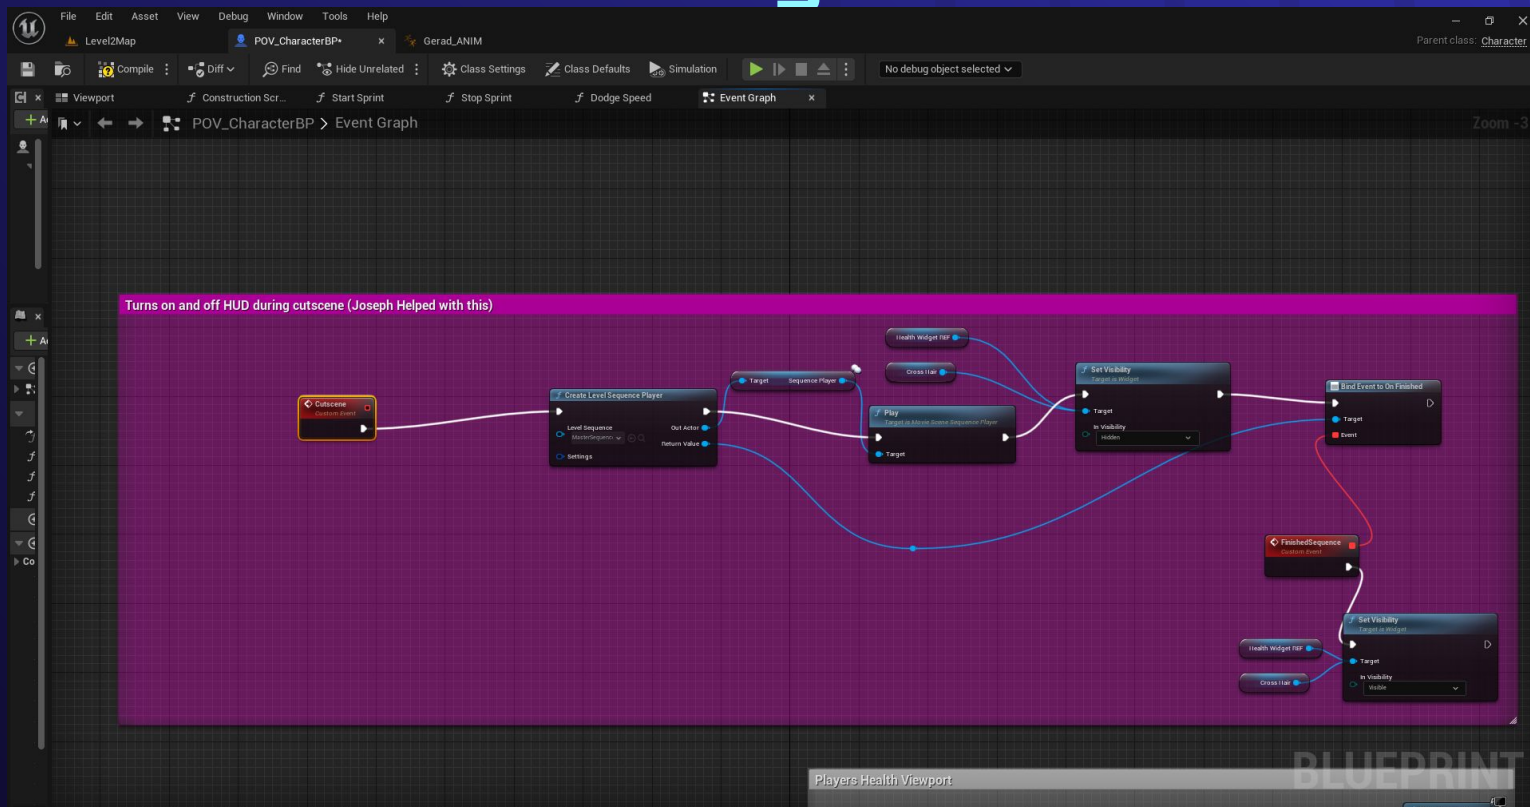 File Edit Asset View Debug Window Tools Help
Level2Map POV_CharacterBP* Gerad_ANIM
Parent class: Character
Compile Diff Find Hide Unrelated Class Settings Class Defaults Simulation No debug object selected
Viewport Construction Scr... Start Sprint Stop Sprint Dodge Speed Event Graph
POV_CharacterBP > Event Graph
Zoom -3
Turns on and off HUD during cutscene (Joseph Helped with this)
Health Widget REF
Cross Hair
Cutscene
Custom Event
Create Level Sequence Player
Level Sequence
Out Actor
Return Value
Settings
Target Sequence Player
Play
Target is Movie Scene Sequence Player
Target
Set Visibility
Target is Widget
Target
In Visibility
Hidden
Bind Event to On Finished
Target
Event
FinishedSequence
Custom Event
Set Visibility
Target is Widget
Health Widget REF
Cross Hair
Target
In Visibility
Visible
Co
BLUEPRINT
Players Health Viewport